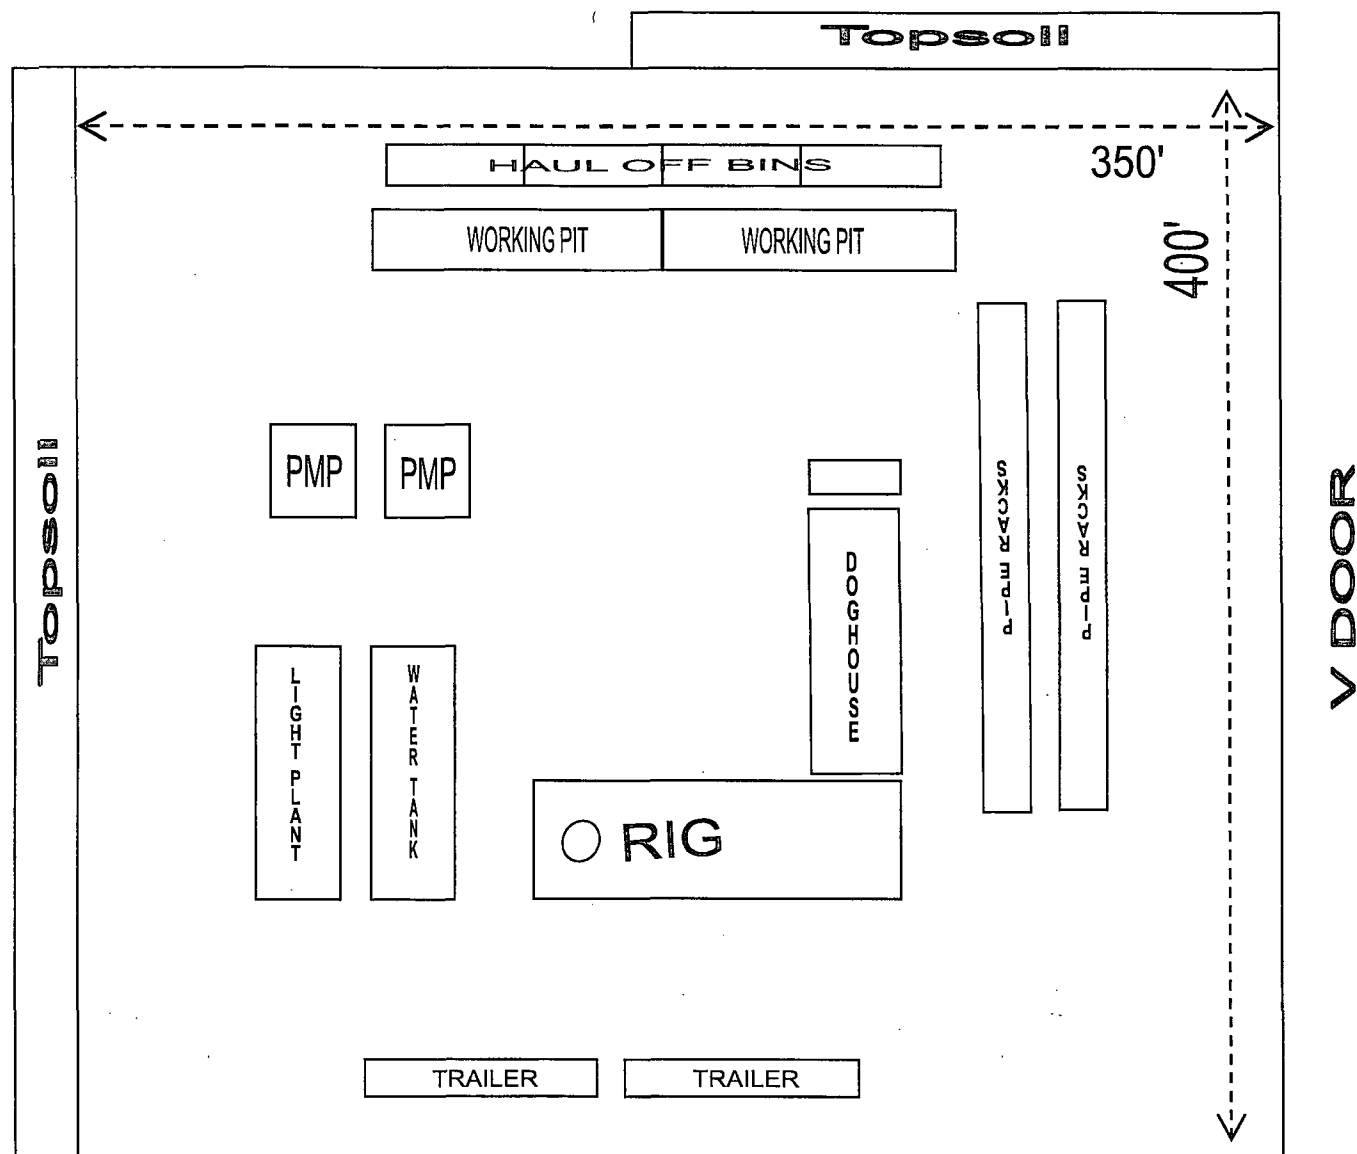 Topsoil
HAUL OFF BINS
350'
WORKING PIT
WORKING PIT
400'
Topsoil
PMP
PMP
PIPE RACKS
PIPE RACKS
V DOOR
DOGHOUSE
LIGHT PLANT
WATER TANK
RIG
TRAILER
TRAILER